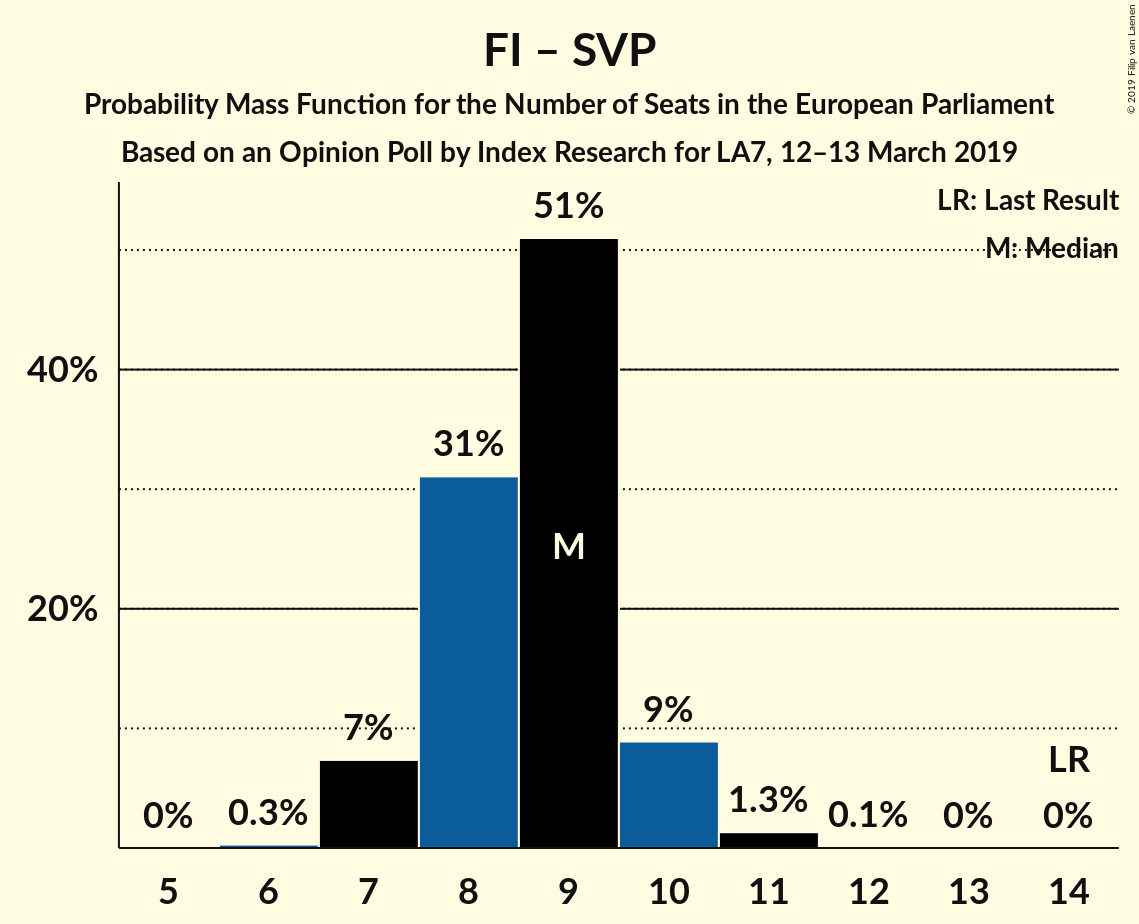 FI – SVP
Probability Mass Function for the Number of Seats in the European Parliament
Based on an Opinion Poll by Index Research for LA7, 12–13 March 2019
© 2019 Filip van Laenen
LR: Last Result
M: Median
40%
20%
0%
0.3%
7%
31%
51%
M
9%
1.3%
0.1%
0%
LR
0%
5 6 7 8 9 10 11 12 13 14